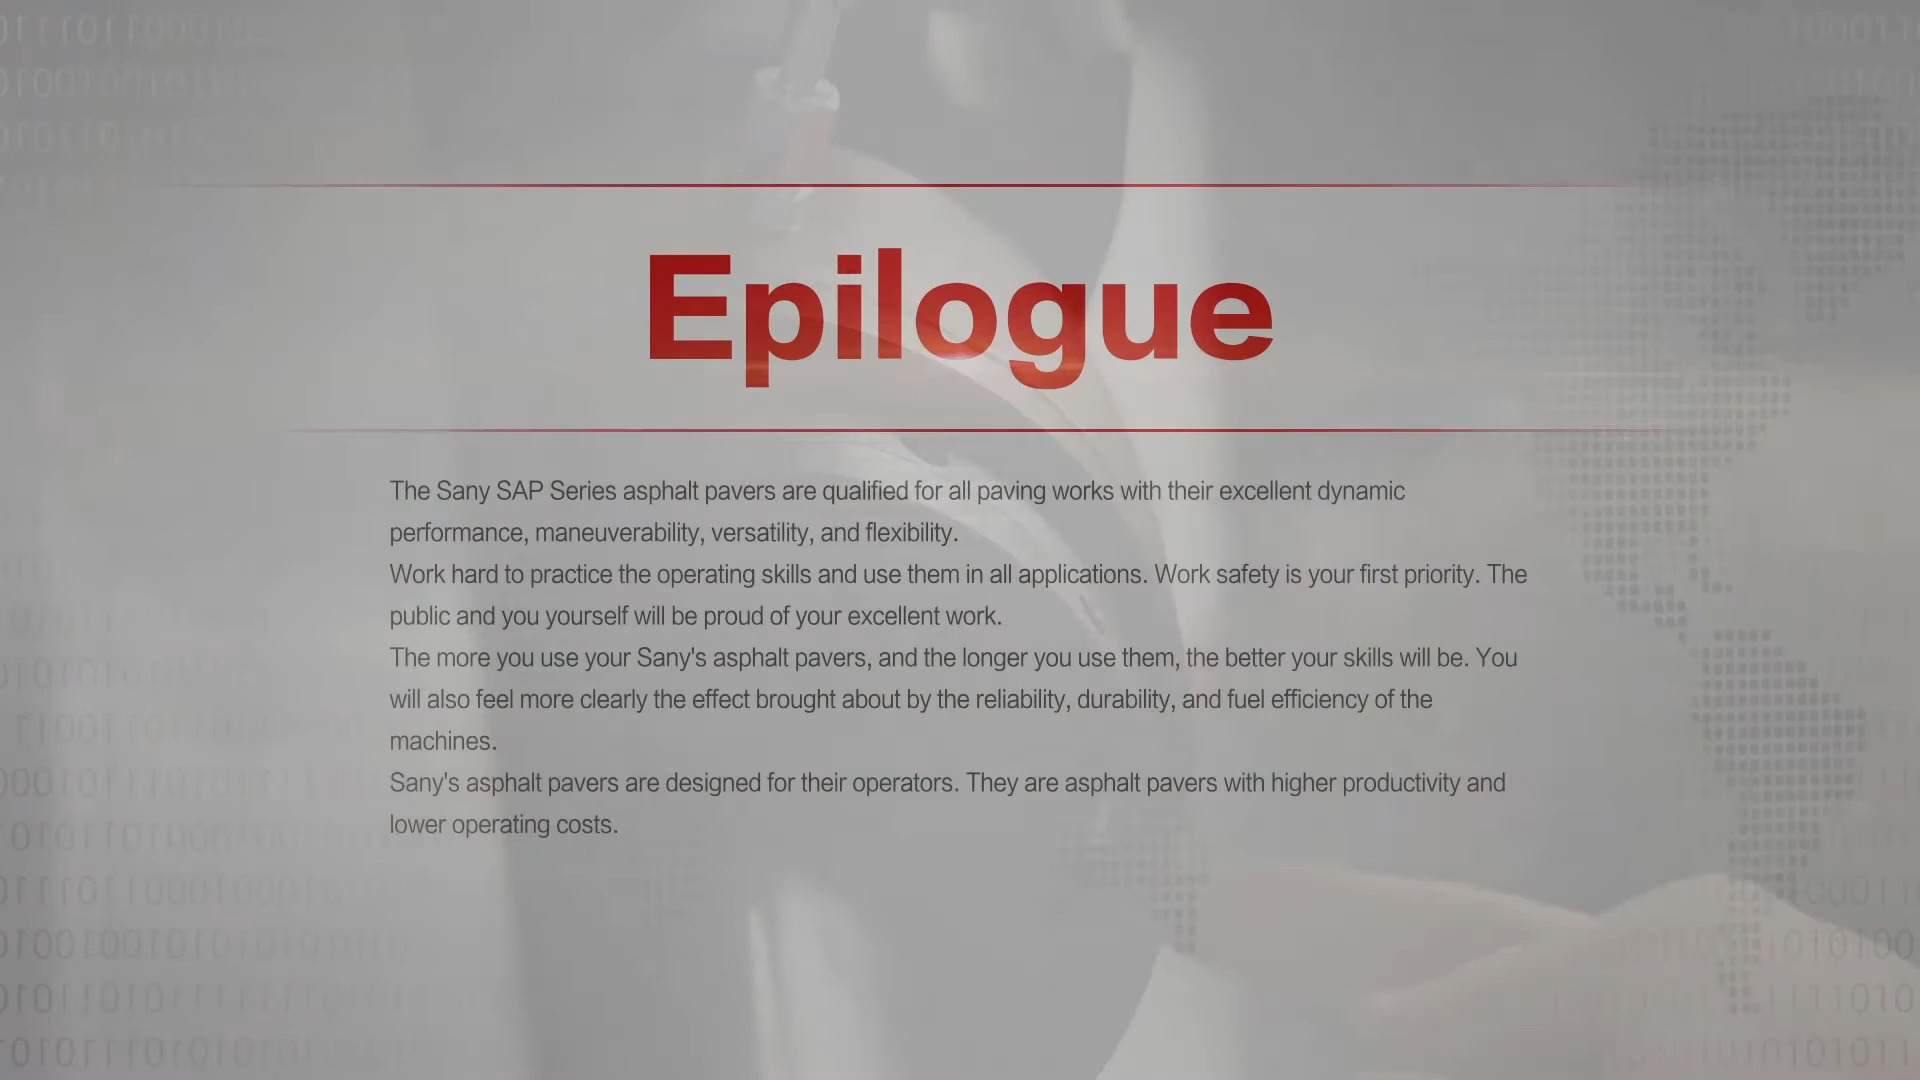 Epilogue
The Sany SAP Series asphalt pavers are qualified for all paving works with their excellent dynamic
performance, maneuverability, versatility, and flexibility.
Work hard to practice the operating skills and use them in all applications. Work safety is your first priority. The
public and you yourself will be proud of your excellent work.
The more you use your Sany's asphalt pavers, and the longer you use them, the better your skills will be. You
will also feel more clearly the effect brought about by the reliability, durability, and fuel efficiency of the
machines.
Sany's asphalt pavers are designed for their operators. They are asphalt pavers with higher productivity and
lower operating costs.